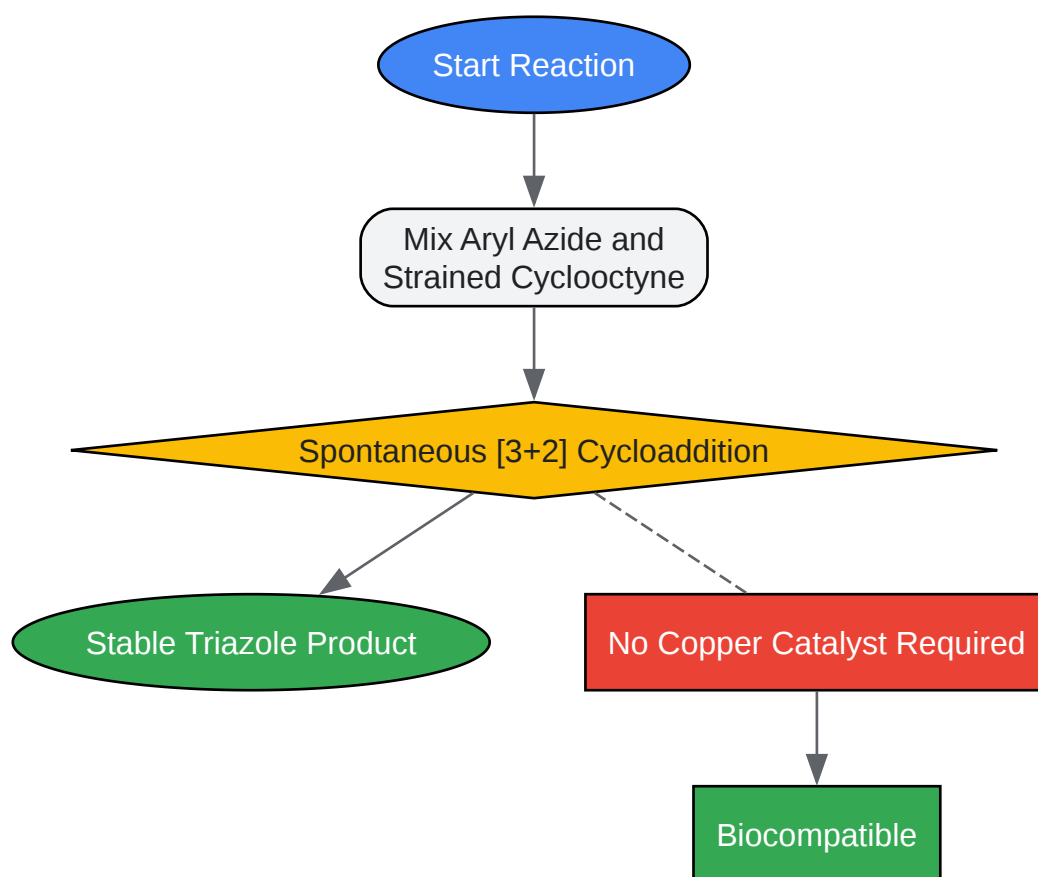 Start Reaction
Mix Aryl Azide and
Strained Cyclooctyne
Spontaneous [3+2] Cycloaddition
Stable Triazole Product
No Copper Catalyst Required
Biocompatible